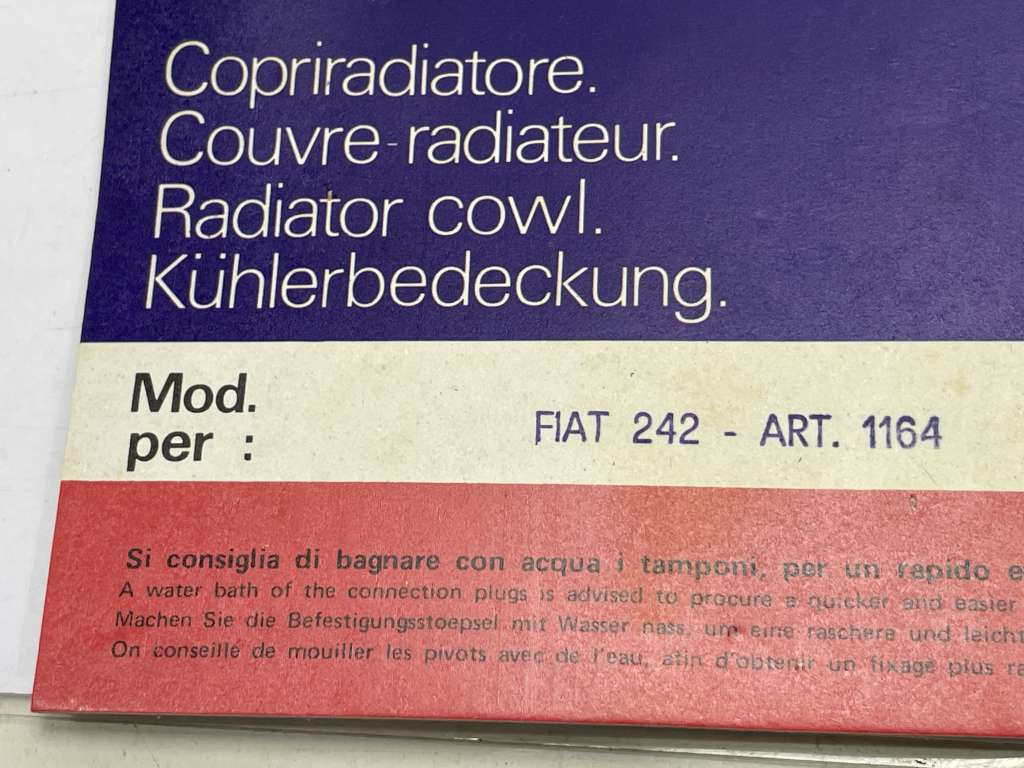 Copriradiatore.
Couvre-radiateur.
Radiator cowl.
Kühlerbedeckung.
Mod.
per :
FIAT 242 - ART. 1164
Si consiglia di bagnare con acqua i tamponi, per un rapido e
A water bath of the connection plugs is advised to procure a quicker and easier
Machen Sie die Befestigungsstoepsel mit Wasser nass, um eine raschere und leicht
On conseille de mouiller les pivots avec de l'eau, afin d'obtenir un fixage plus ra